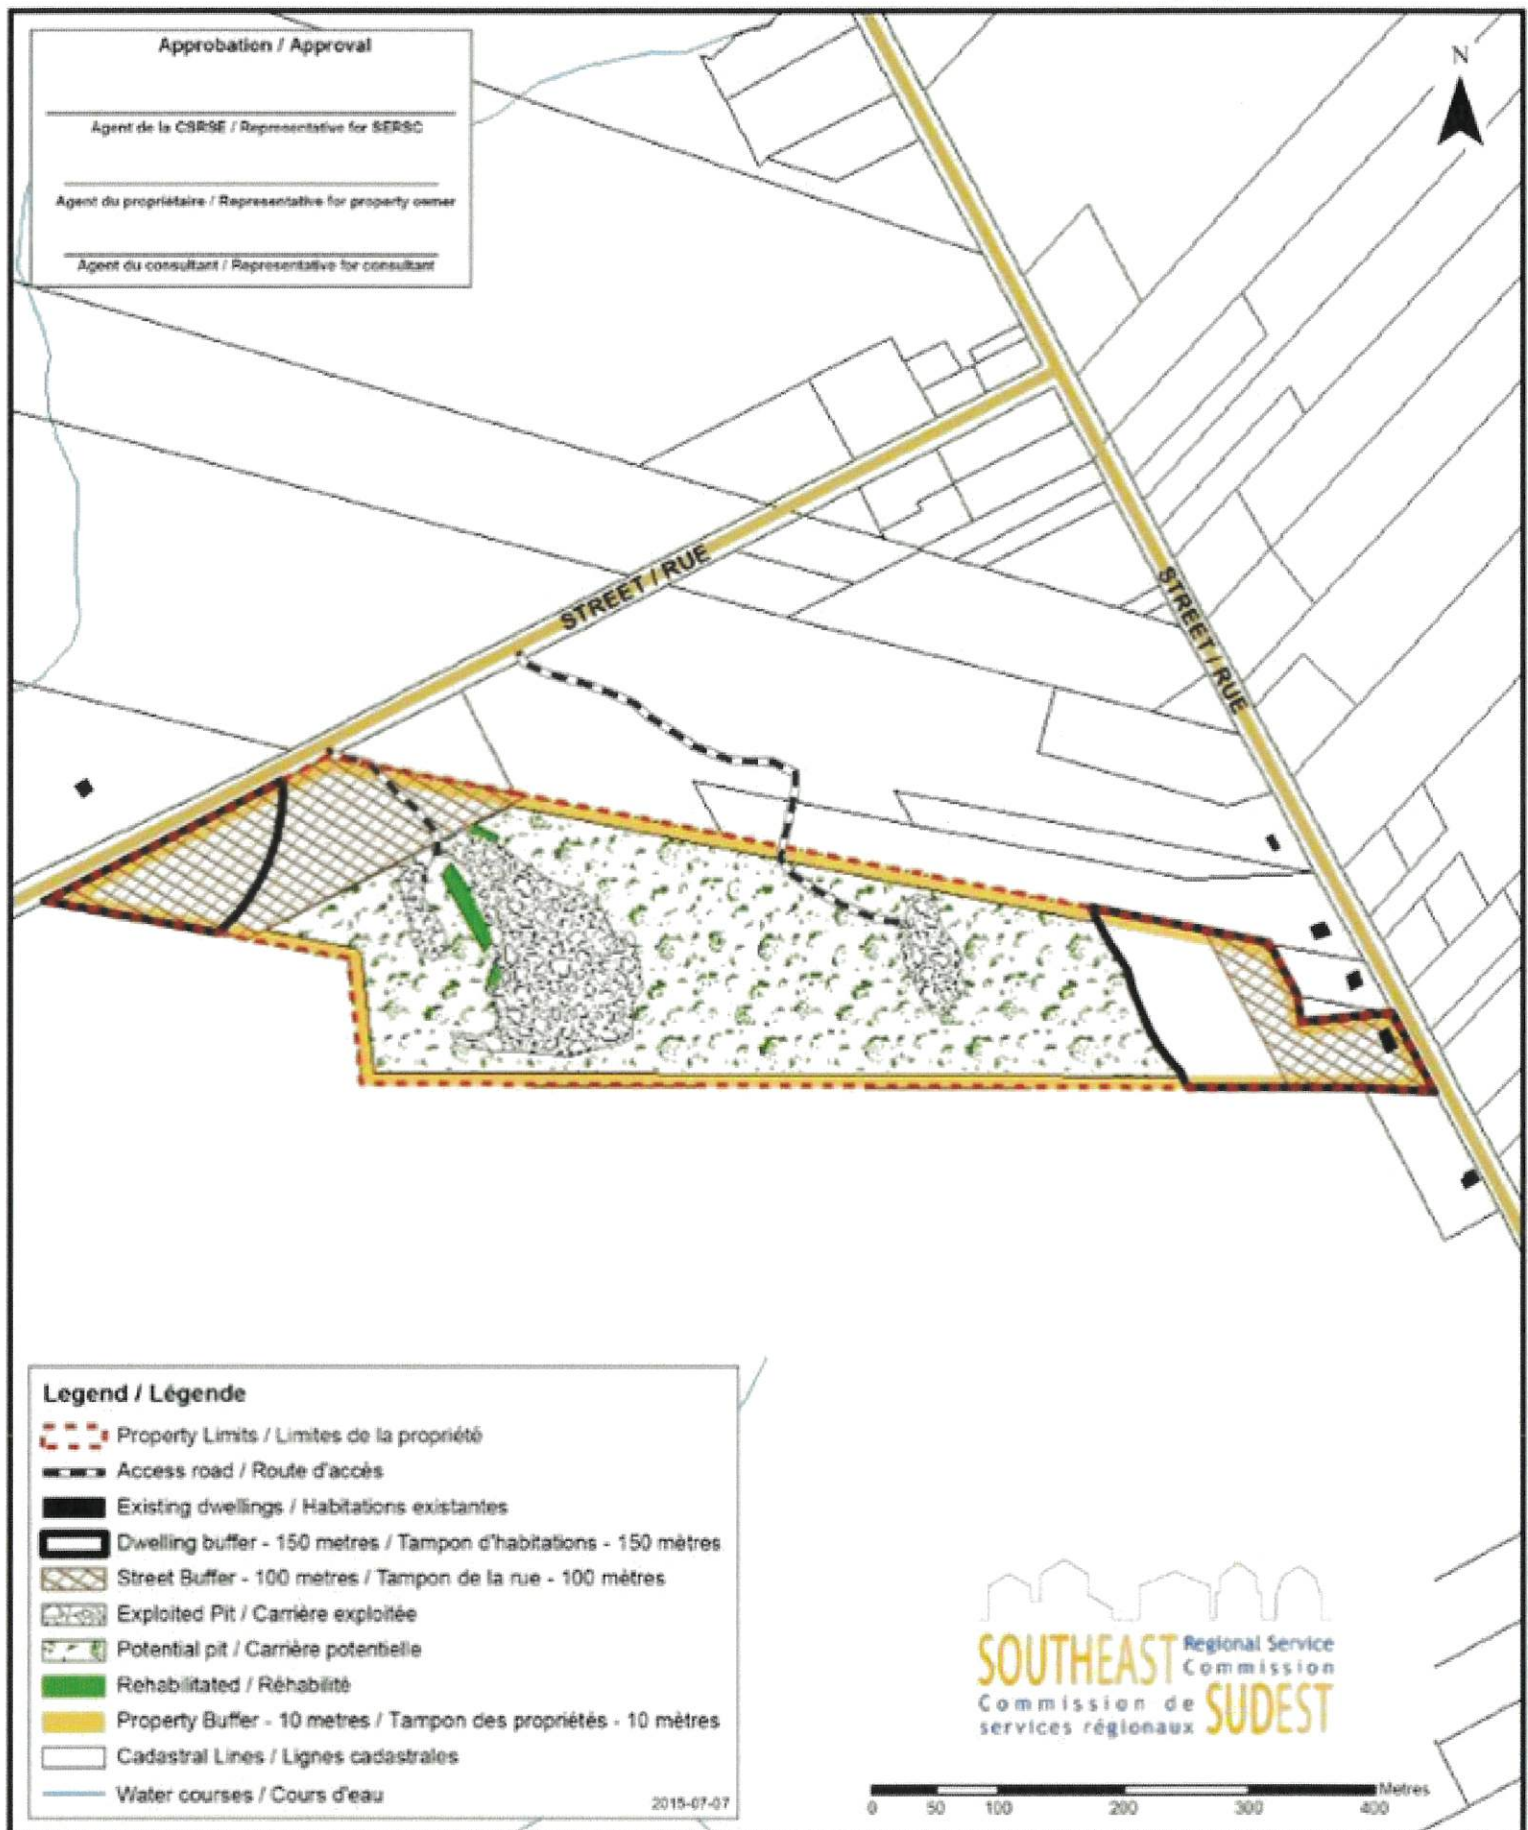 Approbation / Approval
Agent de la CSRSE / Representative for SERSC
Agent du propriétaire / Representative for property owner
Agent du consultant / Representative for consultant
N
STREET / RUE
STREET / RUE
Legend / Légende
Property Limits / Limites de la propriété
Access road / Route d'accès
Existing dwellings / Habitations existantes
Dwelling buffer - 150 metres / Tampon d'habitations - 150 mètres
Street Buffer - 100 metres / Tampon de la rue - 100 mètres
Exploited Pit / Carrière exploitée
Potential pit / Carrière potentielle
Rehabilitated / Réhabilité
Property Buffer - 10 metres / Tampon des propriétés - 10 mètres
Cadastral Lines / Lignes cadastrales
Water courses / Cours d'eau
2015-07-07
SOUTHEAST Regional Service
Commission
Commission de
services régionaux SUDEST
Metres
0 50 100 200 300 400